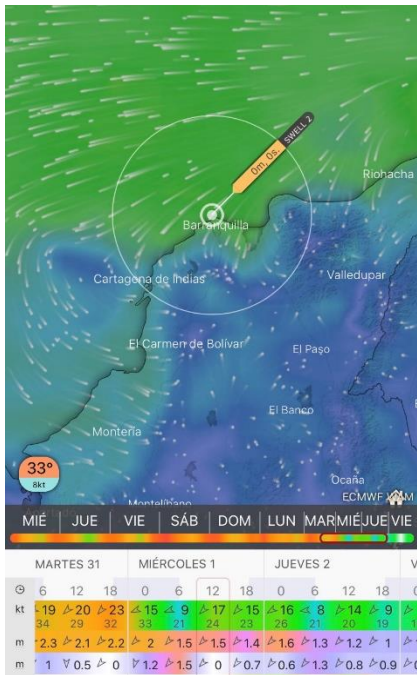 0m, 0s.
SWELL 2
Riohacha
Barranquilla
Cartagena de Indias
Valledupar
El Carmen de Bolívar
El Paso
El Banco
Montería
33°
8kt
Ocaña
ECMWF
Montelíbano
MIÉ JUE VIE SÁB DOM LUN MAR MIÉ JUE VIE
MARTES 31 MIÉRCOLES 1 JUEVES 2 V
6 12 18 0 6 12 18 0 6 12 18 0
kt 19 20 23 15 9 17 15 16 8 14 9
24 29 32 33 21 24 23 26 21 20 19 1
m 2.3 2.1 2.2 2 1.5 1.5 1.4 1.6 1.3 1.2 1
m 1 0.5 0 1.2 1.5 0 0.7 0.6 1.3 0.8 0.9